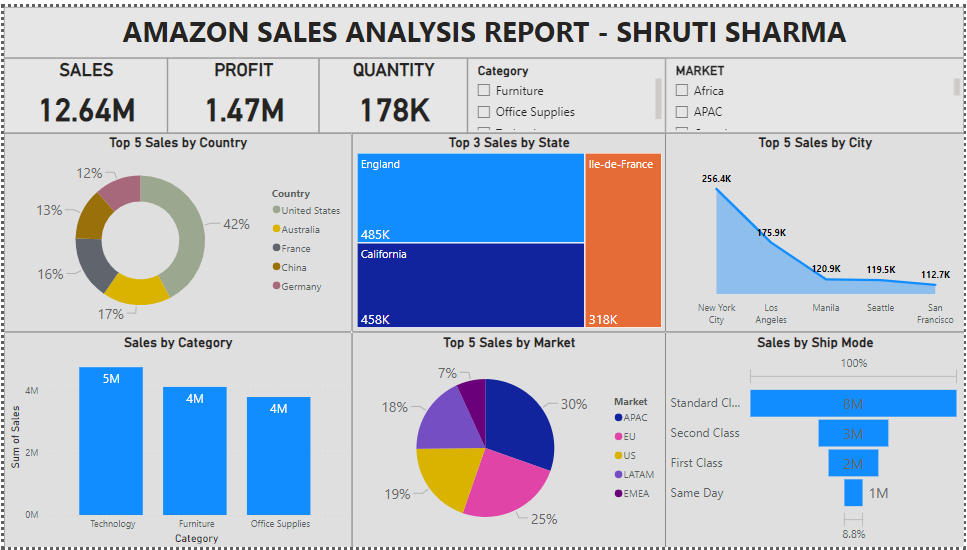 AMAZON SALES ANALYSIS REPORT - SHRUTI SHARMA
SALES
12.64M
PROFIT
1.47M
QUANTITY
178K
Category
Furniture
Office Supplies
MARKET
Africa
APAC
Top 5 Sales by Country
12%
13%
16%
17%
42%
Country
United States
Australia
France
China
Germany
Top 3 Sales by State
England
485K
California
458K
Ile-de-France
318K
Top 5 Sales by City
256.4K
175.9K
120.9K
119.5K
112.7K
New York
City
Los
Angeles
Manila
Seattle
San
Francisco
Sales by Category
Sum of Sales
4M
2M
0M
5M
4M
4M
Technology
Furniture
Office Supplies
Category
Top 5 Sales by Market
7%
18%
19%
30%
25%
Market
APAC
EU
US
LATAM
EMEA
Sales by Ship Mode
100%
Standard Cl...
8M
Second Class
3M
First Class
2M
Same Day
1M
8.8%